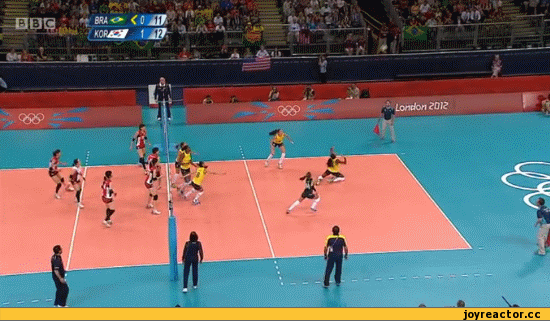 BBC
BRA < 0 11
KOR 1 12
London 2012
joyreactor.cc